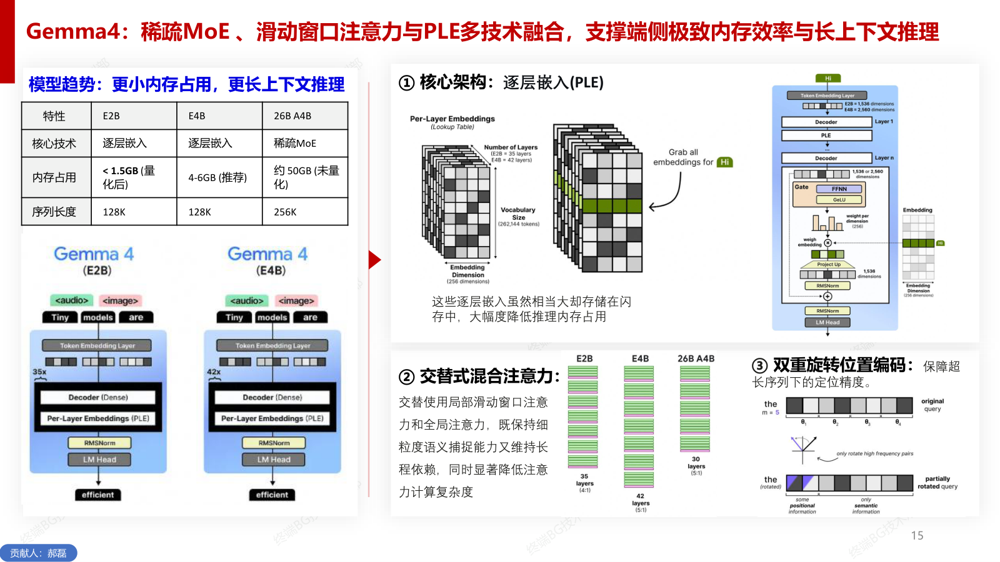 Gemma4：稀疏MoE 、滑动窗口注意力与PLE多技术融合，支撑端侧极致内存效率与长上下文推理
模型趋势：更小内存占用，更长上下文推理
特性 E2B E4B 26B A4B
核心技术 逐层嵌入 逐层嵌入 稀疏MoE
内存占用 < 1.5GB (量化后) 4-6GB (推荐) 约 50GB (未量化)
序列长度 128K 128K 256K
Gemma 4
(E2B)
<audio> <image>
Tiny models are
Token Embedding Layer
35x
Decoder (Dense)
Per-Layer Embeddings (PLE)
RMSNorm
LM Head
efficient
Gemma 4
(E4B)
<audio> <image>
Tiny models are
Token Embedding Layer
42x
Decoder (Dense)
Per-Layer Embeddings (PLE)
RMSNorm
LM Head
efficient
① 核心架构：逐层嵌入(PLE)
Per-Layer Embeddings
(Lookup Table)
Number of Layers
(E2B = 35 layers
E4B = 42 layers)
Vocabulary
Size
(262,144 tokens)
Embedding
Dimension
(256 dimensions)
Grab all
embeddings for Hi
这些逐层嵌入虽然相当大却存储在闪
存中，大幅度降低推理内存占用
Hi
Token Embedding Layer
E2B = 1,536 dimensions
E4B = 2,560 dimensions
Decoder Layer 1
PLE
...
Decoder Layer n
1,536 or 2,560
dimensions
Gate
FFNN
GeLU
weight per
dimension
(256)
weigh
embedding
Project Up
1,536
dimensions
RMSNorm
RMSNorm
LM Head
Embedding
Hi
Embedding
Dimension
(256 dimensions)
② 交替式混合注意力：
交替使用局部滑动窗口注意
力和全局注意力，既保持细
粒度语义捕捉能力又维持长
程依赖，同时显著降低注意
力计算复杂度
E2B E4B 26B A4B
35
layers
(4:1)
42
layers
(5:1)
30
layers
(5:1)
③ 双重旋转位置编码：保障超
长序列下的定位精度。
the
m = 5
original
query
θ1 θ2 θ3 θ4
only rotate high frequency pairs
the
(rotated)
partially
rotated query
some
positional
information
only
semantic
information
15
贡献人：郝磊